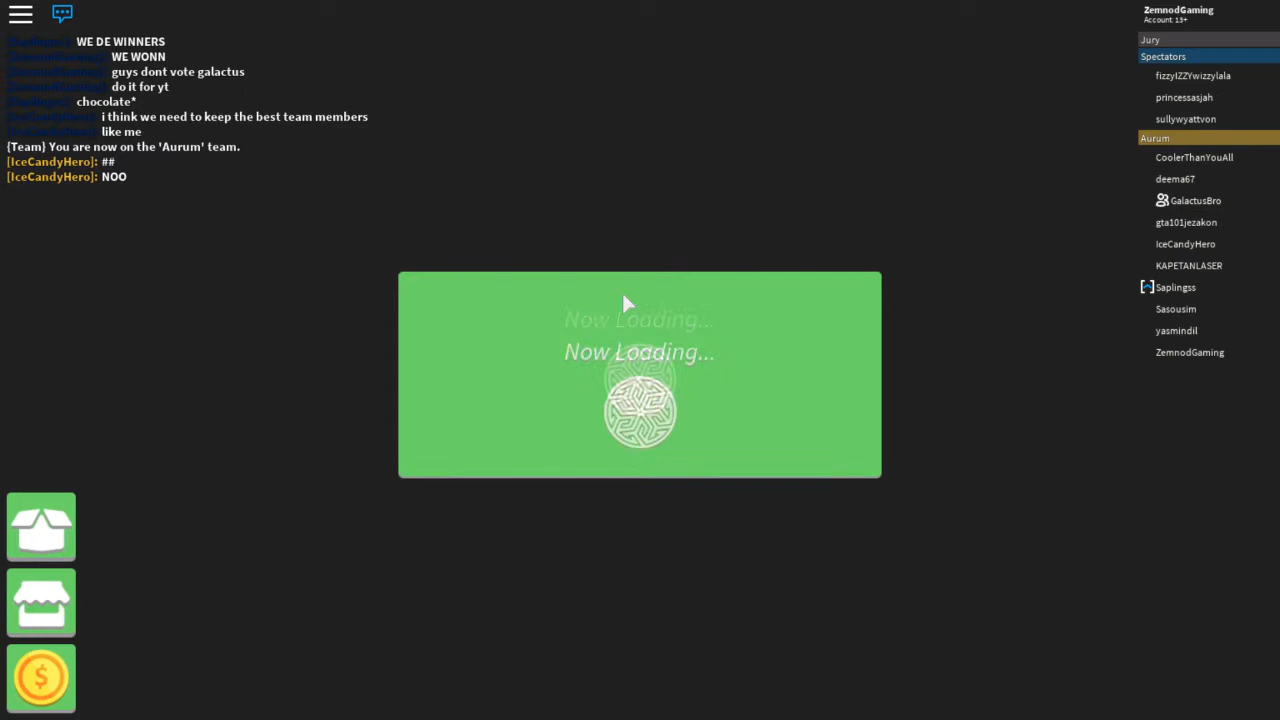 WE DE WINNERS
WE WONN
guys dont vote galactus
do it for yt
chocolate*
i think we need to keep the best team members
like me
{Team} You are now on the 'Aurum' team.
[IceCandyHero]: ##
[IceCandyHero]: NOO
Now Loading...
Now Loading...
$
ZemnodGaming
Account: 13+
Jury
Spectators
fizzyIZZYwizzylala
princessasjah
sullywyattvon
Aurum
CoolerThanYouAll
deema67
GalactusBro
gta101jezakon
IceCandyHero
KAPETANLASER
Saplingss
Sasousim
yasmindil
ZemnodGaming